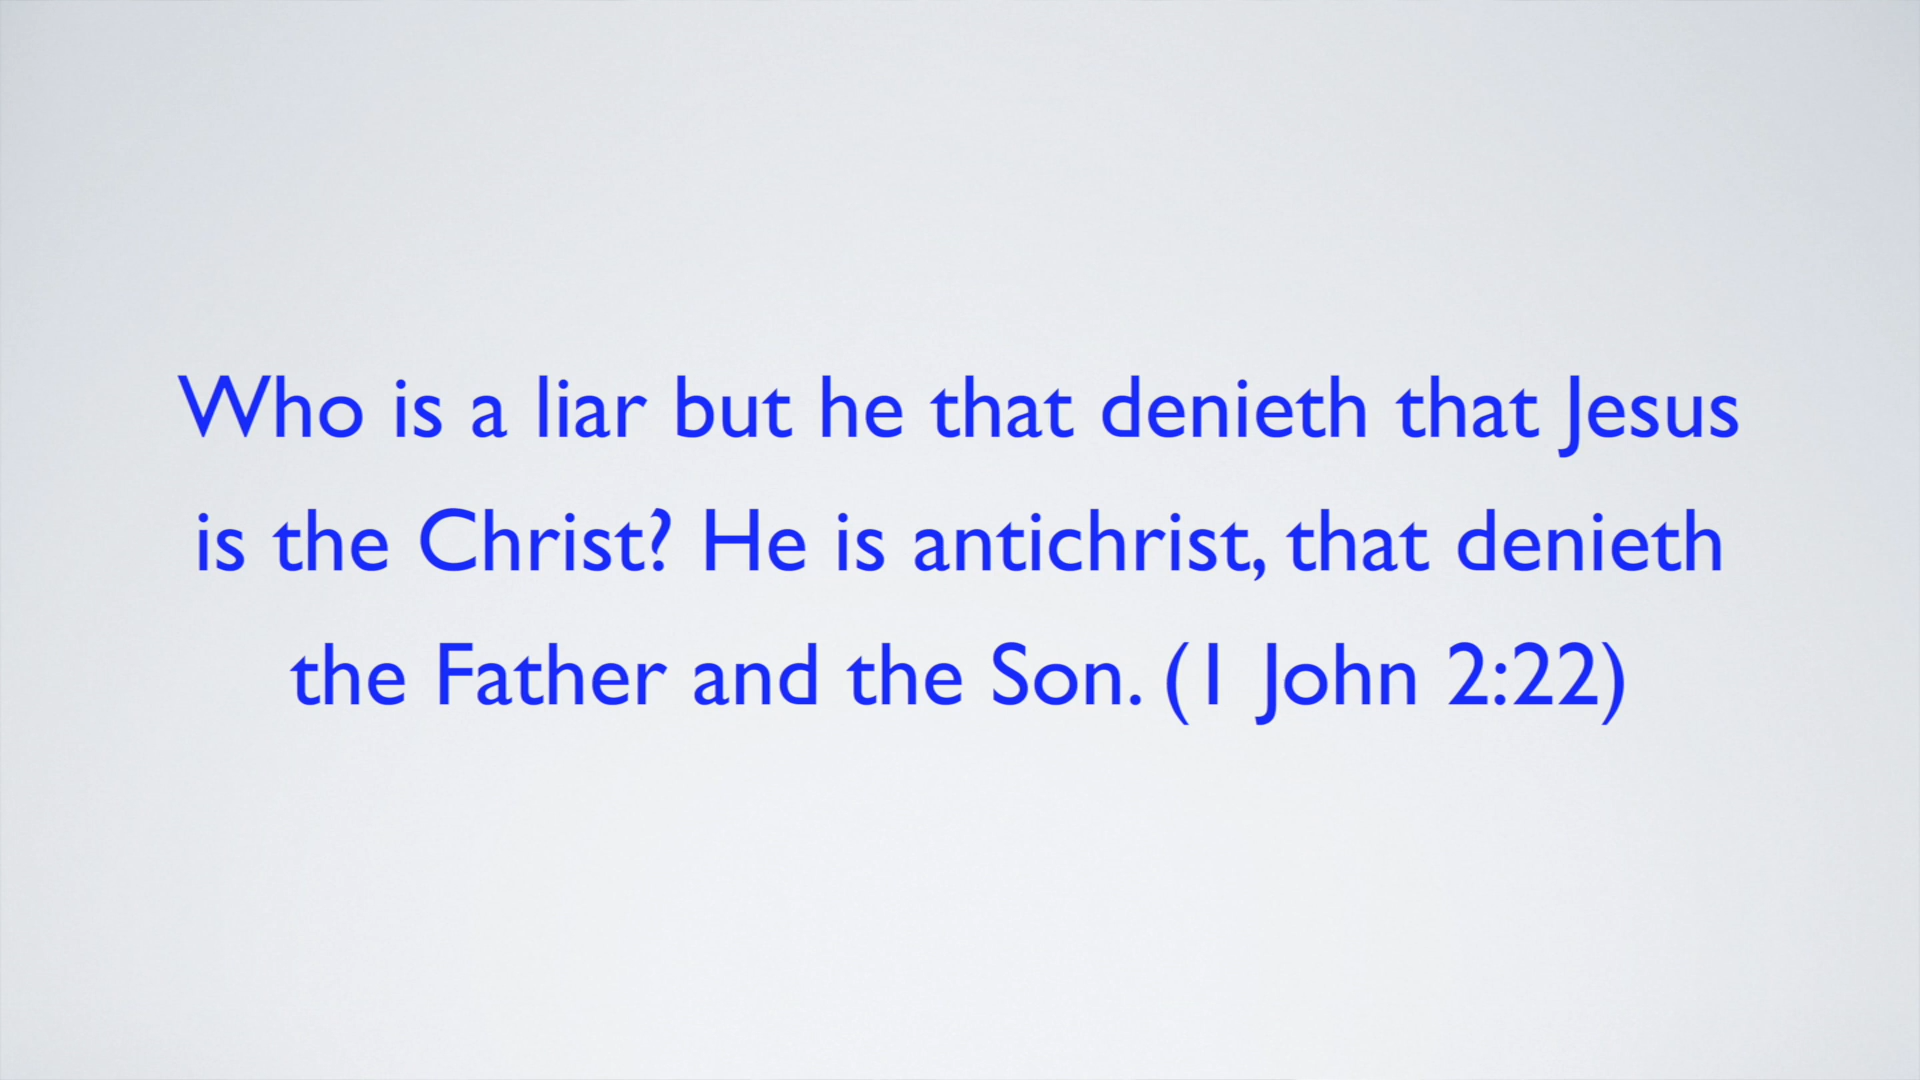 Who is a liar but he that denieth that Jesus
is the Christ? He is antichrist, that denieth
the Father and the Son. (1 John 2:22)